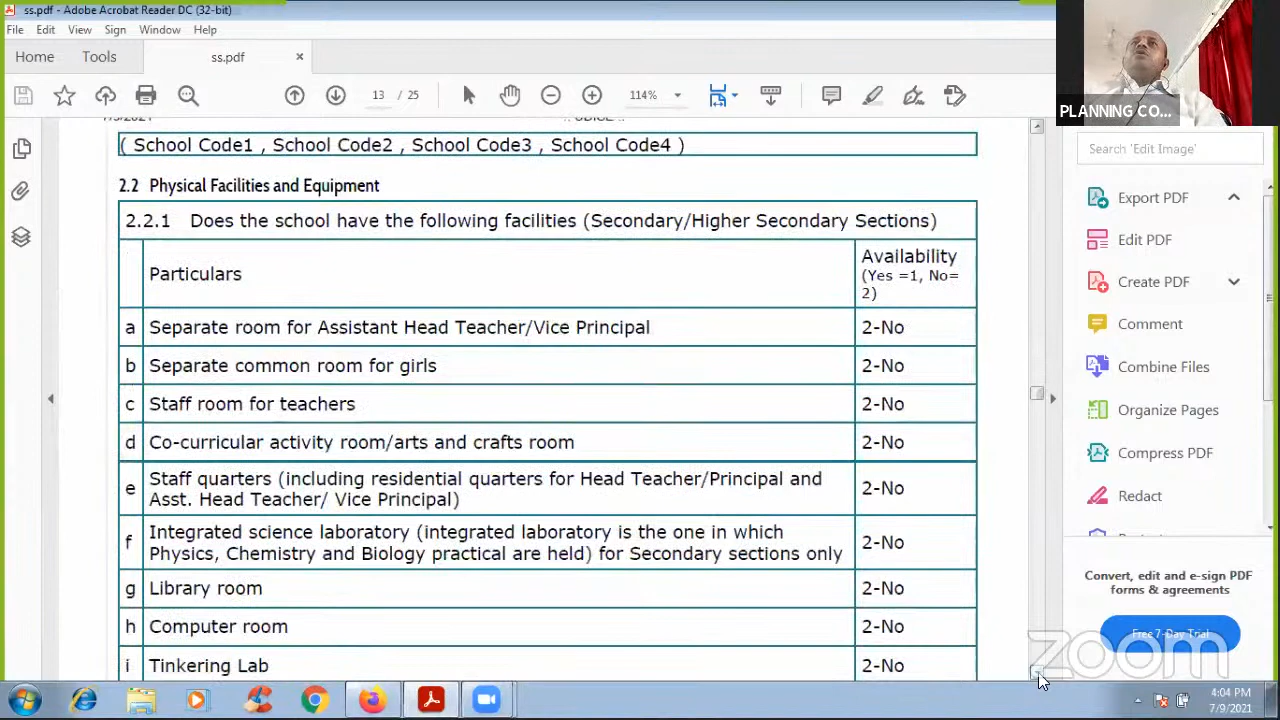 ss.pdf - Adobe Acrobat Reader DC (32-bit)
File Edit View Sign Window Help
Home Tools ss.pdf ×
13 / 25 114%
( School Code1 , School Code2 , School Code3 , School Code4 )
2.2 Physical Facilities and Equipment
2.2.1 Does the school have the following facilities (Secondary/Higher Secondary Sections)
Particulars
Availability
(Yes =1, No=
2)
a Separate room for Assistant Head Teacher/Vice Principal 2-No
b Separate common room for girls 2-No
c Staff room for teachers 2-No
d Co-curricular activity room/arts and crafts room 2-No
e Staff quarters (including residential quarters for Head Teacher/Principal and
Asst. Head Teacher/ Vice Principal) 2-No
f Integrated science laboratory (integrated laboratory is the one in which
Physics, Chemistry and Biology practical are held) for Secondary sections only 2-No
g Library room 2-No
h Computer room 2-No
i Tinkering Lab 2-No
PLANNING CO...
Search 'Edit Image'
Export PDF
Edit PDF
Create PDF
Comment
Combine Files
Organize Pages
Compress PDF
Redact
Convert, edit and e-sign PDF
forms & agreements
Free 7-Day Trial
zoom
4:04 PM
7/9/2021